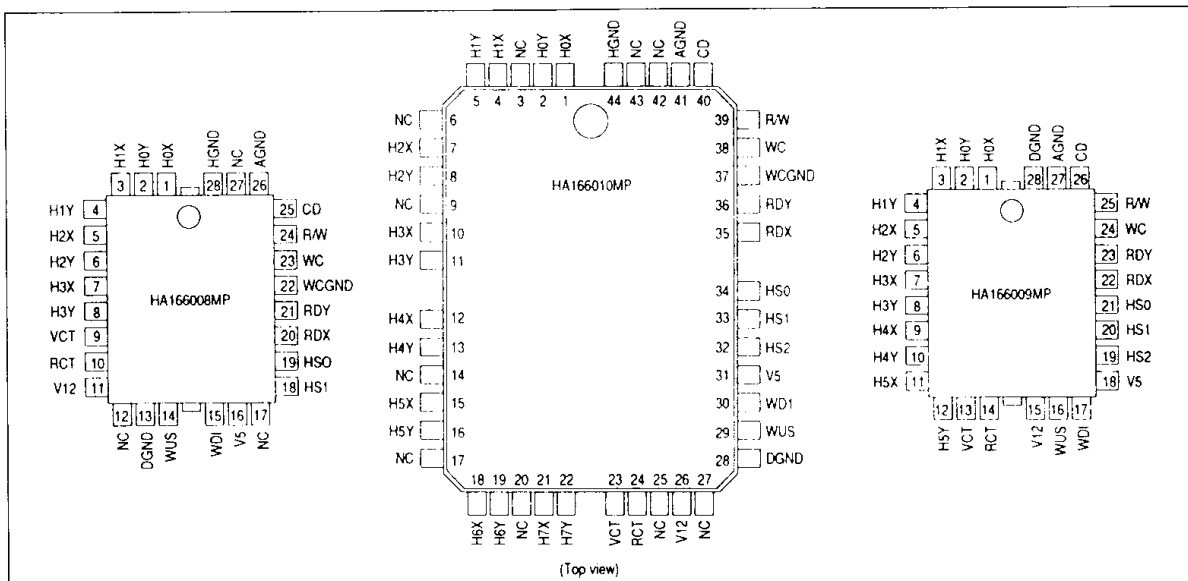 H1X H0Y H0X HGND NC AGND
3 2 1 28 27 26
H1Y 4 25 CD
H2X 5 24 R/W
H2Y 6 23 WC
H3X 7 22 WCGND
H3Y 8 21 RDY
VCT 9 20 RDX
RCT 10 19 HSO
V12 11 18 HS1
HA166008MP
12 13 14 15 16 17
NC DGND WUS WDI V5 NC
H1Y H1X NC H0Y H0X HGND NC NC AGND CD
5 4 3 2 1 44 43 42 41 40
NC 6 39 R/W
H2X 7 38 WC
H2Y 8 37 WCGND
NC 9 36 RDY
H3X 10 35 RDX
H3Y 11
34 HS0
H4X 12 33 HS1
H4Y 13 32 HS2
NC 14 31 V5
H5X 15 30 WD1
H5Y 16 29 WUS
NC 17 28 DGND
HA166010MP
18 19 20 21 22 23 24 25 26 27
H6X H6Y NC H7X H7Y VCT RCT NC V12 NC
H1X H0Y H0X DGND AGND CD
3 2 1 28 27 26
H1Y 4 25 R/W
H2X 5 24 WC
H2Y 6 23 RDY
H3X 7 22 RDX
H3Y 8 21 HS0
H4X 9 20 HS1
H4Y 10 19 HS2
H5X 11 18 V5
HA166009MP
12 13 14 15 16 17
H5Y VCT RCT V12 WUS WDI
(Top view)